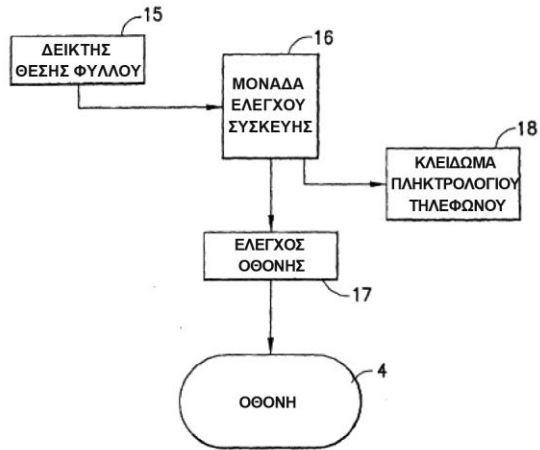 15
ΔΕΙΚΤΗΣ
ΘΕΣΗΣ ΦΥΛΛΟΥ
16
ΜΟΝΑΔΑ
ΕΛΕΓΧΟΥ
ΣΥΣΚΕΥΗΣ
18
ΚΛΕΙΔΩΜΑ
ΠΛΗΚΤΡΟΛΟΓΙΟΥ
ΤΗΛΕΦΩΝΟΥ
ΕΛΕΓΧΟΣ
ΟΘΟΝΗΣ
17
4
ΟΘΟΝΗ